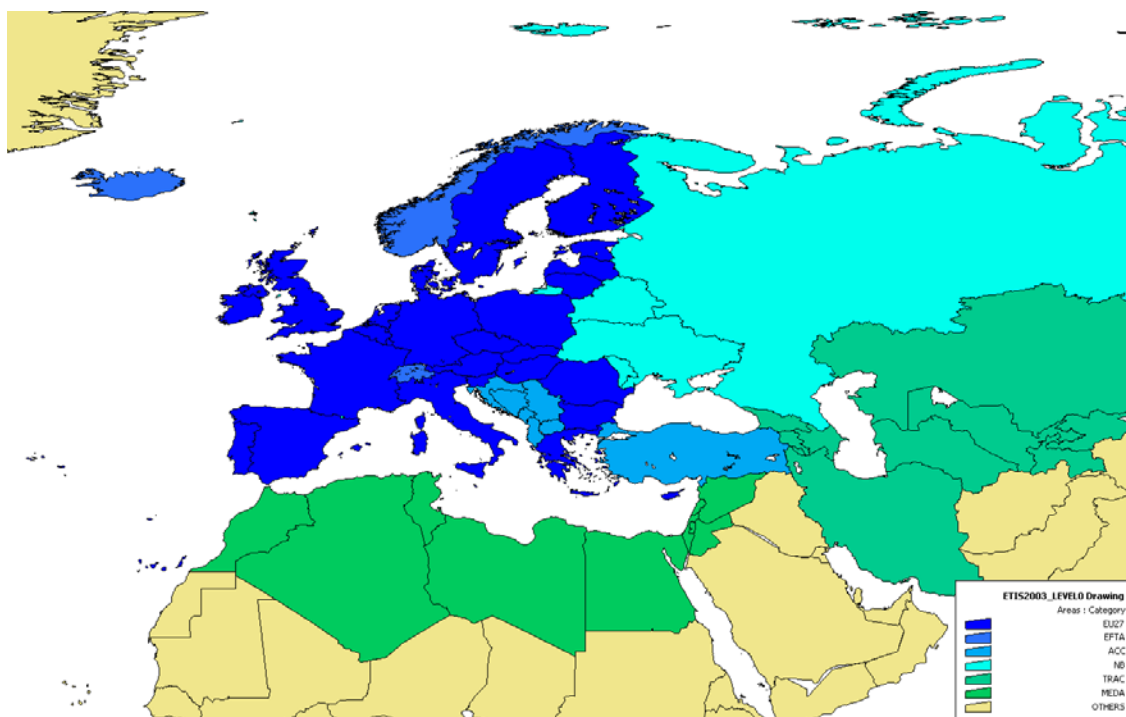 ETIS2003_LEVEL0 Drawing
Areas : Category
EU27
EFTA
ACC
NB
TRAC
MEDA
OTHERS